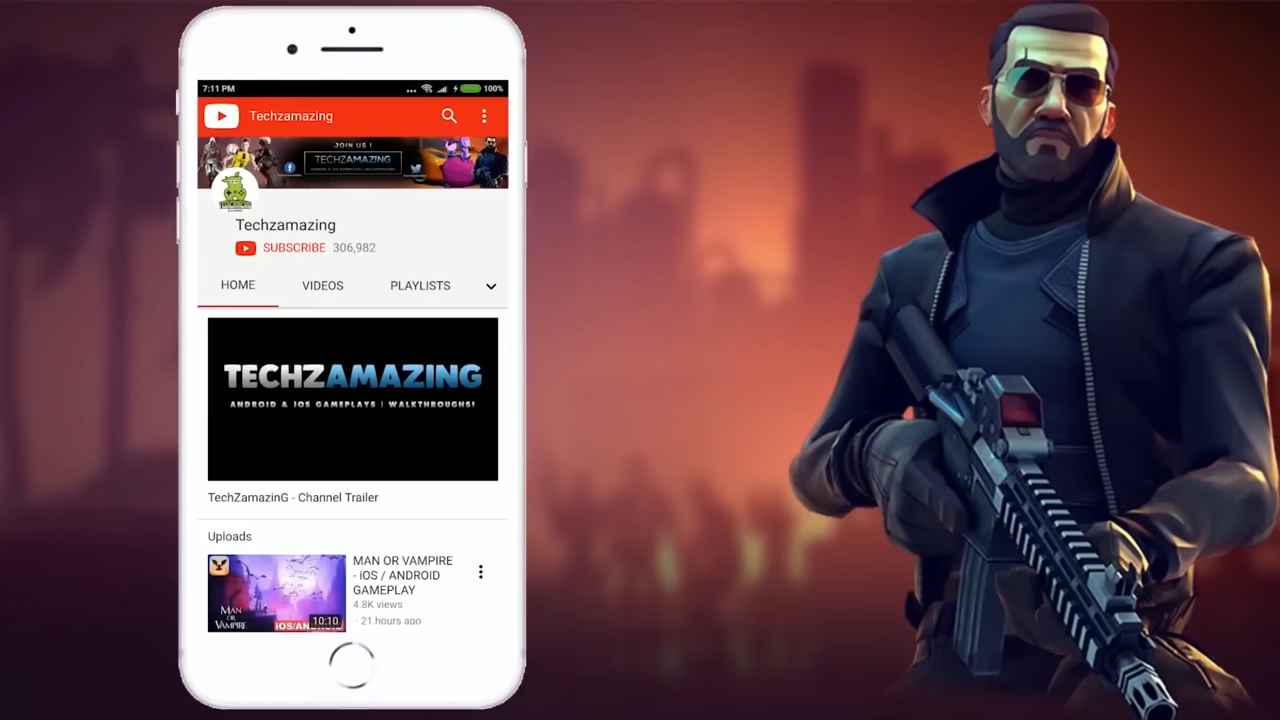 7:11 PM
100%
Techzamazing
JOIN US !
TECHZAMAZING
Techzamazing
SUBSCRIBE 306,982
HOME
VIDEOS
PLAYLISTS
TECHZAMAZING
ANDROID & IOS GAMEPLAYS | WALKTHROUGHS!
TechZamazinG - Channel Trailer
Uploads
MAN OR VAMPIRE
- iOS / ANDROID
GAMEPLAY
4.8K views
· 21 hours ago
MAN
OR
VAMPIRE
10:10